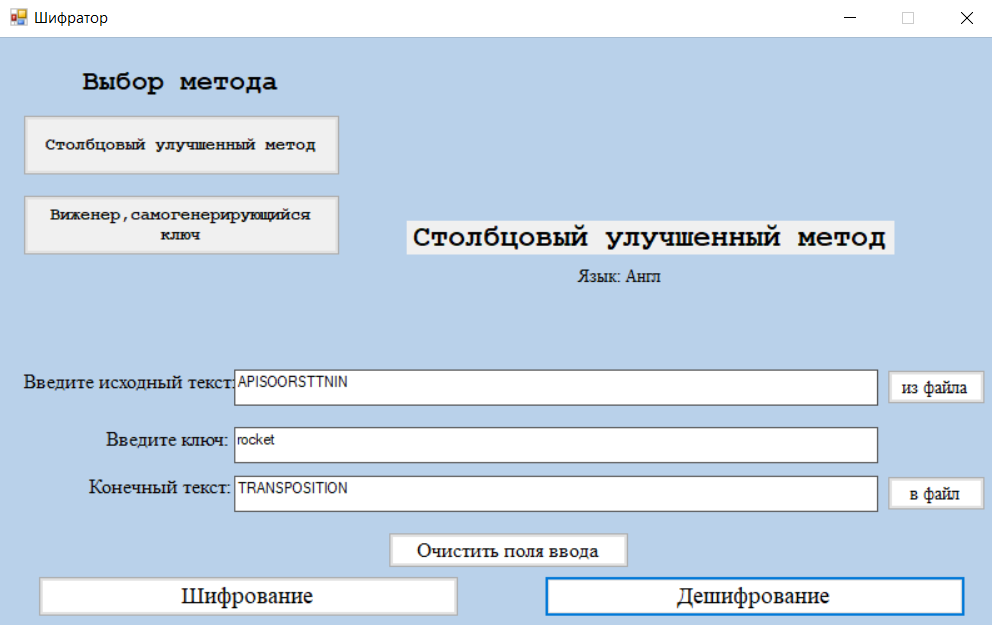 Шифратор
Выбор метода
Столбцовый улучшенный метод
Виженер,самогенерирующийся
ключ
Столбцовый улучшенный метод
Язык: Англ
Введите исходный текст:
APISOORSTTNIN
из файла
Введите ключ:
rocket
Конечный текст:
TRANSPOSITION
в файл
Очистить поля ввода
Шифрование
Дешифрование